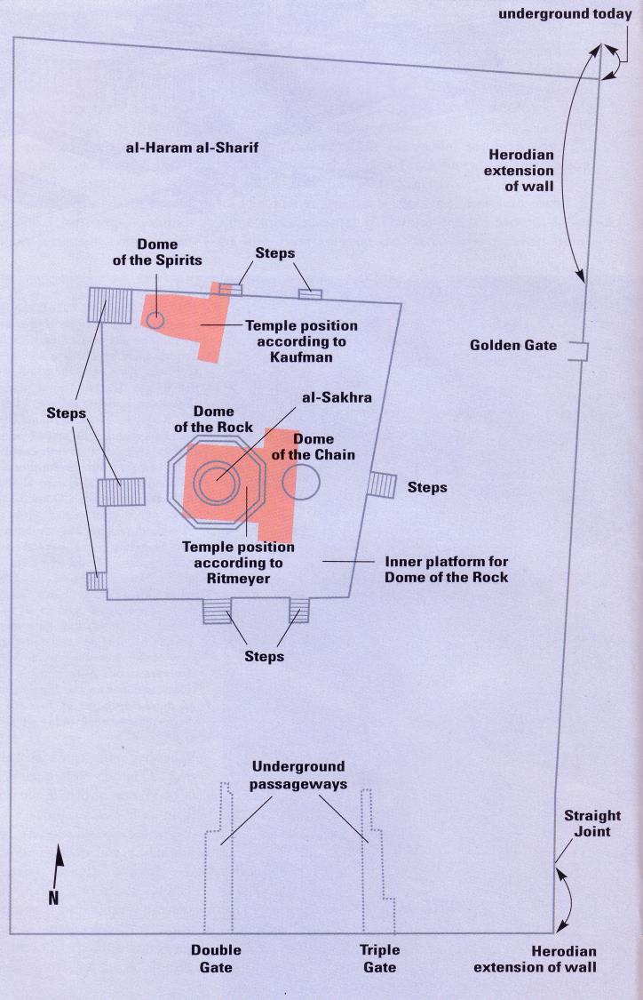 underground today
al-Haram al-Sharif
Herodian
extension
of wall
Dome
of the Spirits
Steps
Temple position
according to
Kaufman
Golden Gate
al-Sakhra
Steps
Dome
of the Rock
Dome
of the Chain
Steps
Temple position
according to
Ritmeyer
Inner platform for
Dome of the Rock
Steps
Underground
passageways
Straight
Joint
N
Double
Gate
Triple
Gate
Herodian
extension of wall